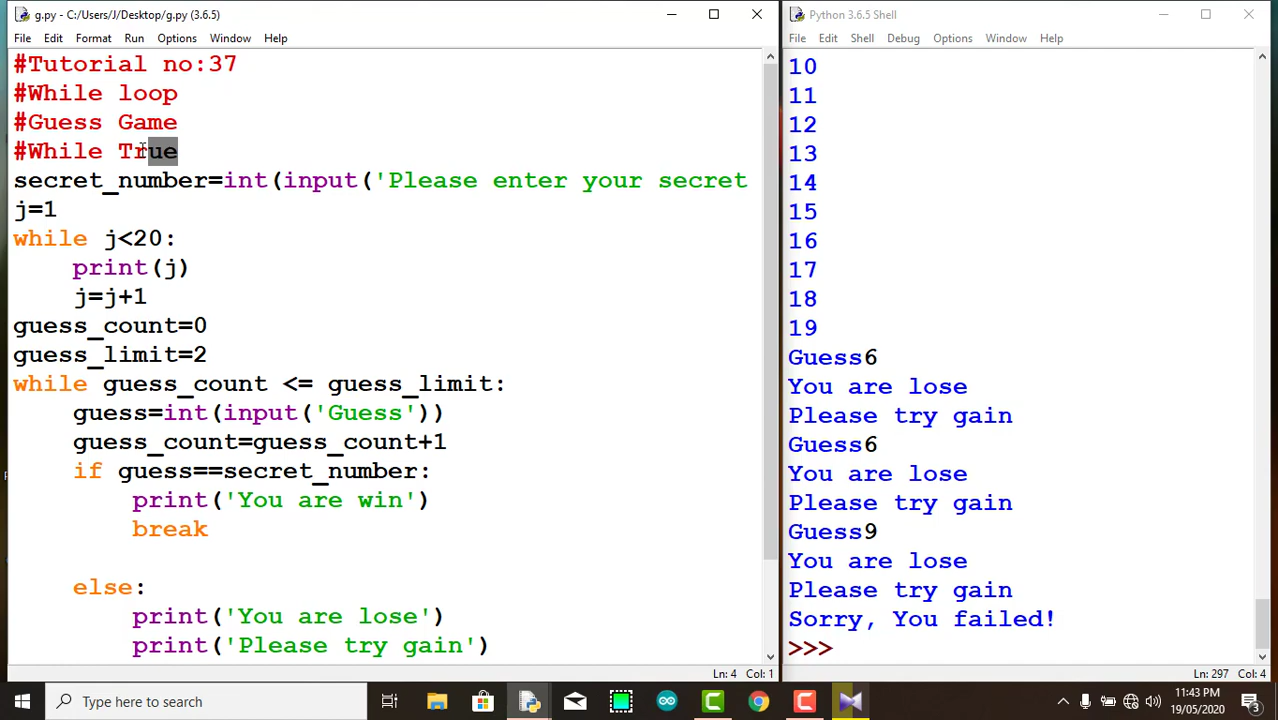 g.py - C:/Users/J/Desktop/g.py (3.6.5)
File Edit Format Run Options Window Help
#Tutorial no:37
#While loop
#Guess Game
#While True
secret_number=int(input('Please enter your secret
j=1
while j<20:
    print(j)
    j=j+1
guess_count=0
guess_limit=2
while guess_count <= guess_limit:
    guess=int(input('Guess'))
    guess_count=guess_count+1
    if guess==secret_number:
        print('You are win')
        break
    else:
        print('You are lose')
        print('Please try gain')
Ln: 4 Col: 1
Python 3.6.5 Shell
File Edit Shell Debug Options Window Help
10
11
12
13
14
15
16
17
18
19
Guess6
You are lose
Please try gain
Guess6
You are lose
Please try gain
Guess9
You are lose
Please try gain
Sorry, You failed!
>>>
Ln: 297 Col: 4
Type here to search
11:43 PM
19/05/2020
3